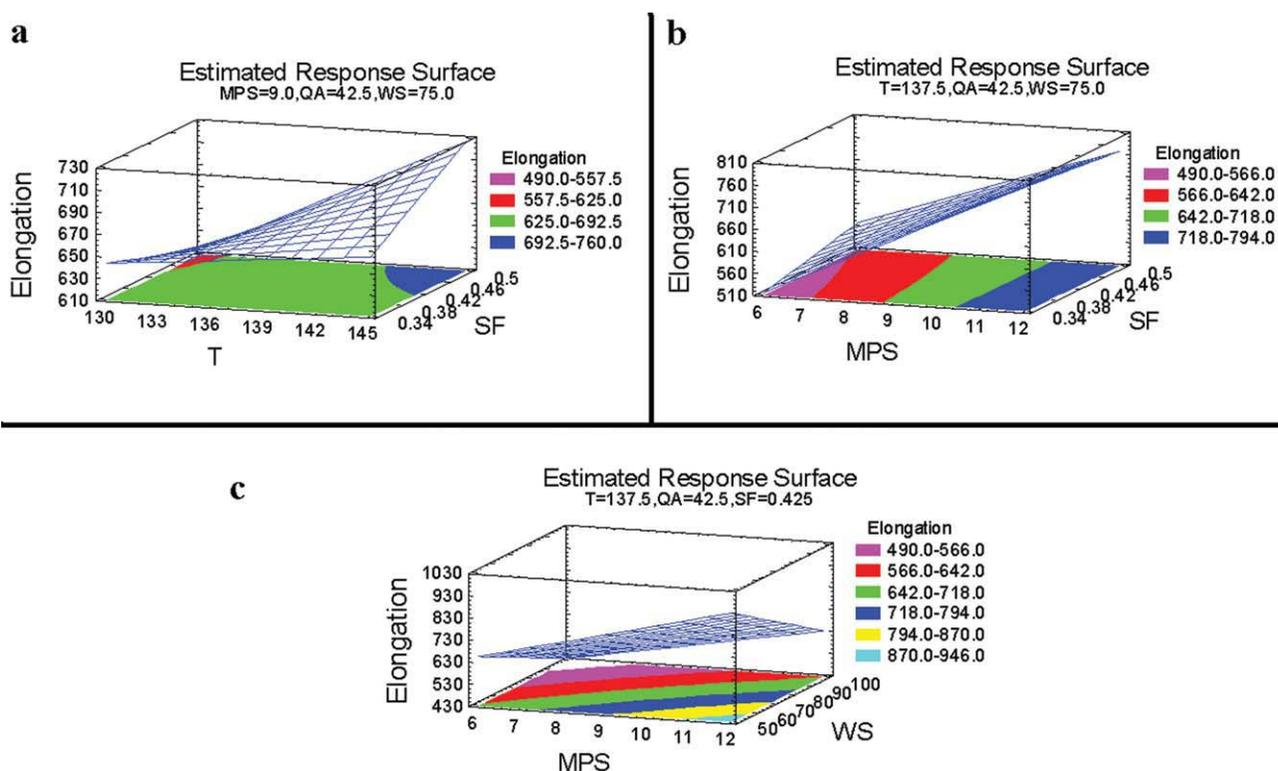 a
Estimated Response Surface
MPS=9.0,QA=42.5,WS=75.0
Elongation
730
710
690
670
650
630
610
130 133 136 139 142 145
T
0.34 0.38 0.42 0.46 0.5
SF
Elongation
490.0-557.5
557.5-625.0
625.0-692.5
692.5-760.0
b
Estimated Response Surface
T=137.5,QA=42.5,WS=75.0
Elongation
810
760
710
660
610
560
510
6 7 8 9 10 11 12
MPS
0.34 0.38 0.42 0.46 0.5
SF
Elongation
490.0-566.0
566.0-642.0
642.0-718.0
718.0-794.0
c
Estimated Response Surface
T=137.5,QA=42.5,SF=0.425
Elongation
1030
930
830
730
630
530
430
6 7 8 9 10 11 12
MPS
50 60 70 80 90 100
WS
Elongation
490.0-566.0
566.0-642.0
642.0-718.0
718.0-794.0
794.0-870.0
870.0-946.0